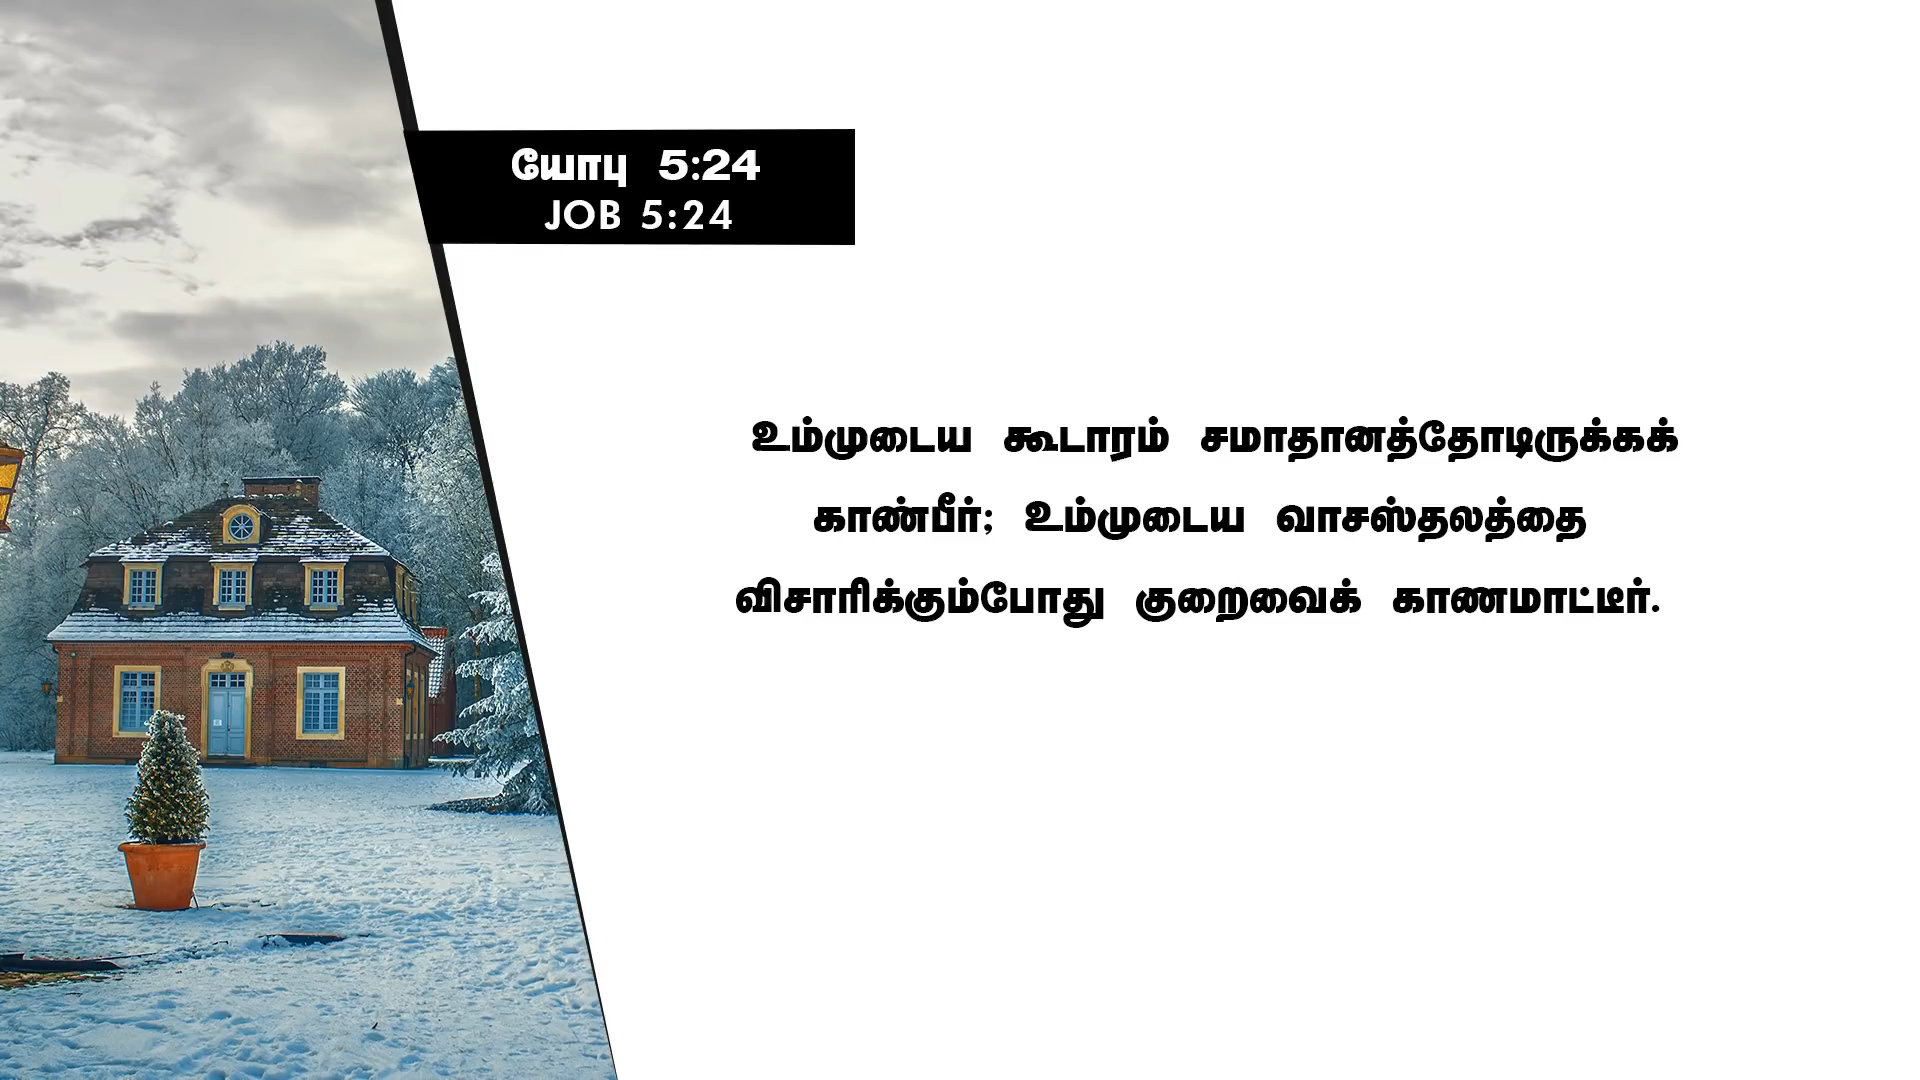 யோபு 5:24
JOB 5:24
உம்முடைய கூடாரம் சமாதானத்தோடிருக்கக்
காண்பீர்; உம்முடைய வாசஸ்தலத்தை
விசாரிக்கும்போது குறைவைக் காணமாட்டீர்.